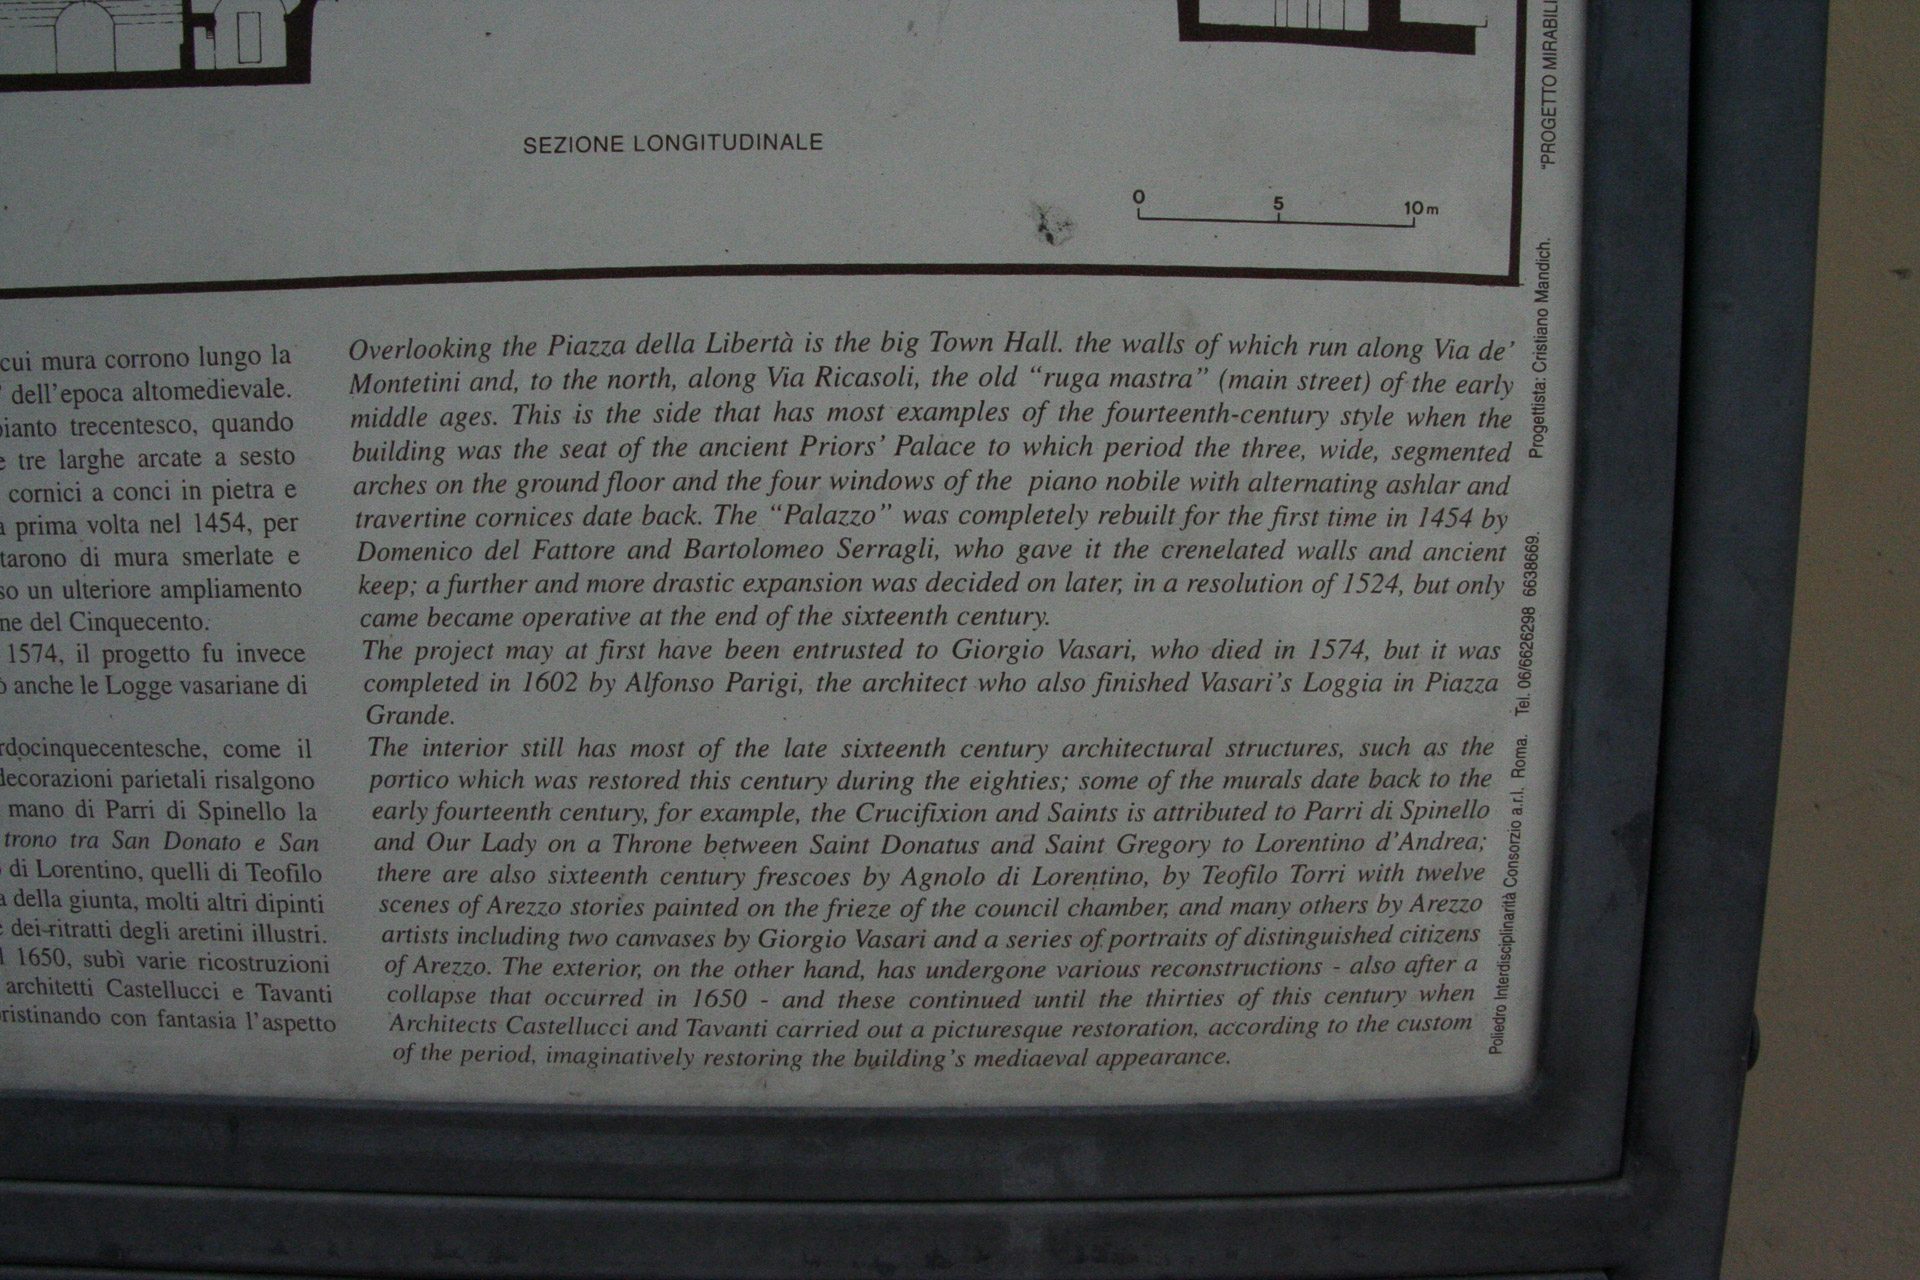 SEZIONE LONGITUDINALE
0 5 10 m
cui mura corrono lungo la
dell'epoca altomedievale.
pianto trecentesco, quando
e tre larghe arcate a sesto
cornici a conci in pietra e
a prima volta nel 1454, per
tarono di mura smerlate e
so un ulteriore ampliamento
ne del Cinquecento.
1574, il progetto fu invece
ò anche le Logge vasariane di
rdocinquecentesche, come il
decorazioni parietali risalgono
mano di Parri di Spinello la
trono tra San Donato e San
di Lorentino, quelli di Teofilo
a della giunta, molti altri dipinti
e dei ritratti degli aretini illustri.
l 1650, subì varie ricostruzioni
architetti Castellucci e Tavanti
ristinando con fantasia l'aspetto
Overlooking the Piazza della Libertà is the big Town Hall. the walls of which run along Via de'
Montetini and, to the north, along Via Ricasoli, the old "ruga mastra" (main street) of the early
middle ages. This is the side that has most examples of the fourteenth-century style when the
building was the seat of the ancient Priors' Palace to which period the three, wide, segmented
arches on the ground floor and the four windows of the piano nobile with alternating ashlar and
travertine cornices date back. The "Palazzo" was completely rebuilt for the first time in 1454 by
Domenico del Fattore and Bartolomeo Serragli, who gave it the crenelated walls and ancient
keep; a further and more drastic expansion was decided on later, in a resolution of 1524, but only
came became operative at the end of the sixteenth century.
The project may at first have been entrusted to Giorgio Vasari, who died in 1574, but it was
completed in 1602 by Alfonso Parigi, the architect who also finished Vasari's Loggia in Piazza
Grande.
The interior still has most of the late sixteenth century architectural structures, such as the
portico which was restored this century during the eighties; some of the murals date back to the
early fourteenth century, for example, the Crucifixion and Saints is attributed to Parri di Spinello
and Our Lady on a Throne between Saint Donatus and Saint Gregory to Lorentino d'Andrea;
there are also sixteenth century frescoes by Agnolo di Lorentino, by Teofilo Torri with twelve
scenes of Arezzo stories painted on the frieze of the council chamber, and many others by Arezzo
artists including two canvases by Giorgio Vasari and a series of portraits of distinguished citizens
of Arezzo. The exterior, on the other hand, has undergone various reconstructions - also after a
collapse that occurred in 1650 - and these continued until the thirties of this century when
Architects Castellucci and Tavanti carried out a picturesque restoration, according to the custom
of the period, imaginatively restoring the building's mediaeval appearance.
Poliedro Interdisciplinarità Consorzio a.r.l. Roma. Tel. 06/6626298 6638669. Progettista: Cristiano Mandich. "PROGETTO MIRABILI